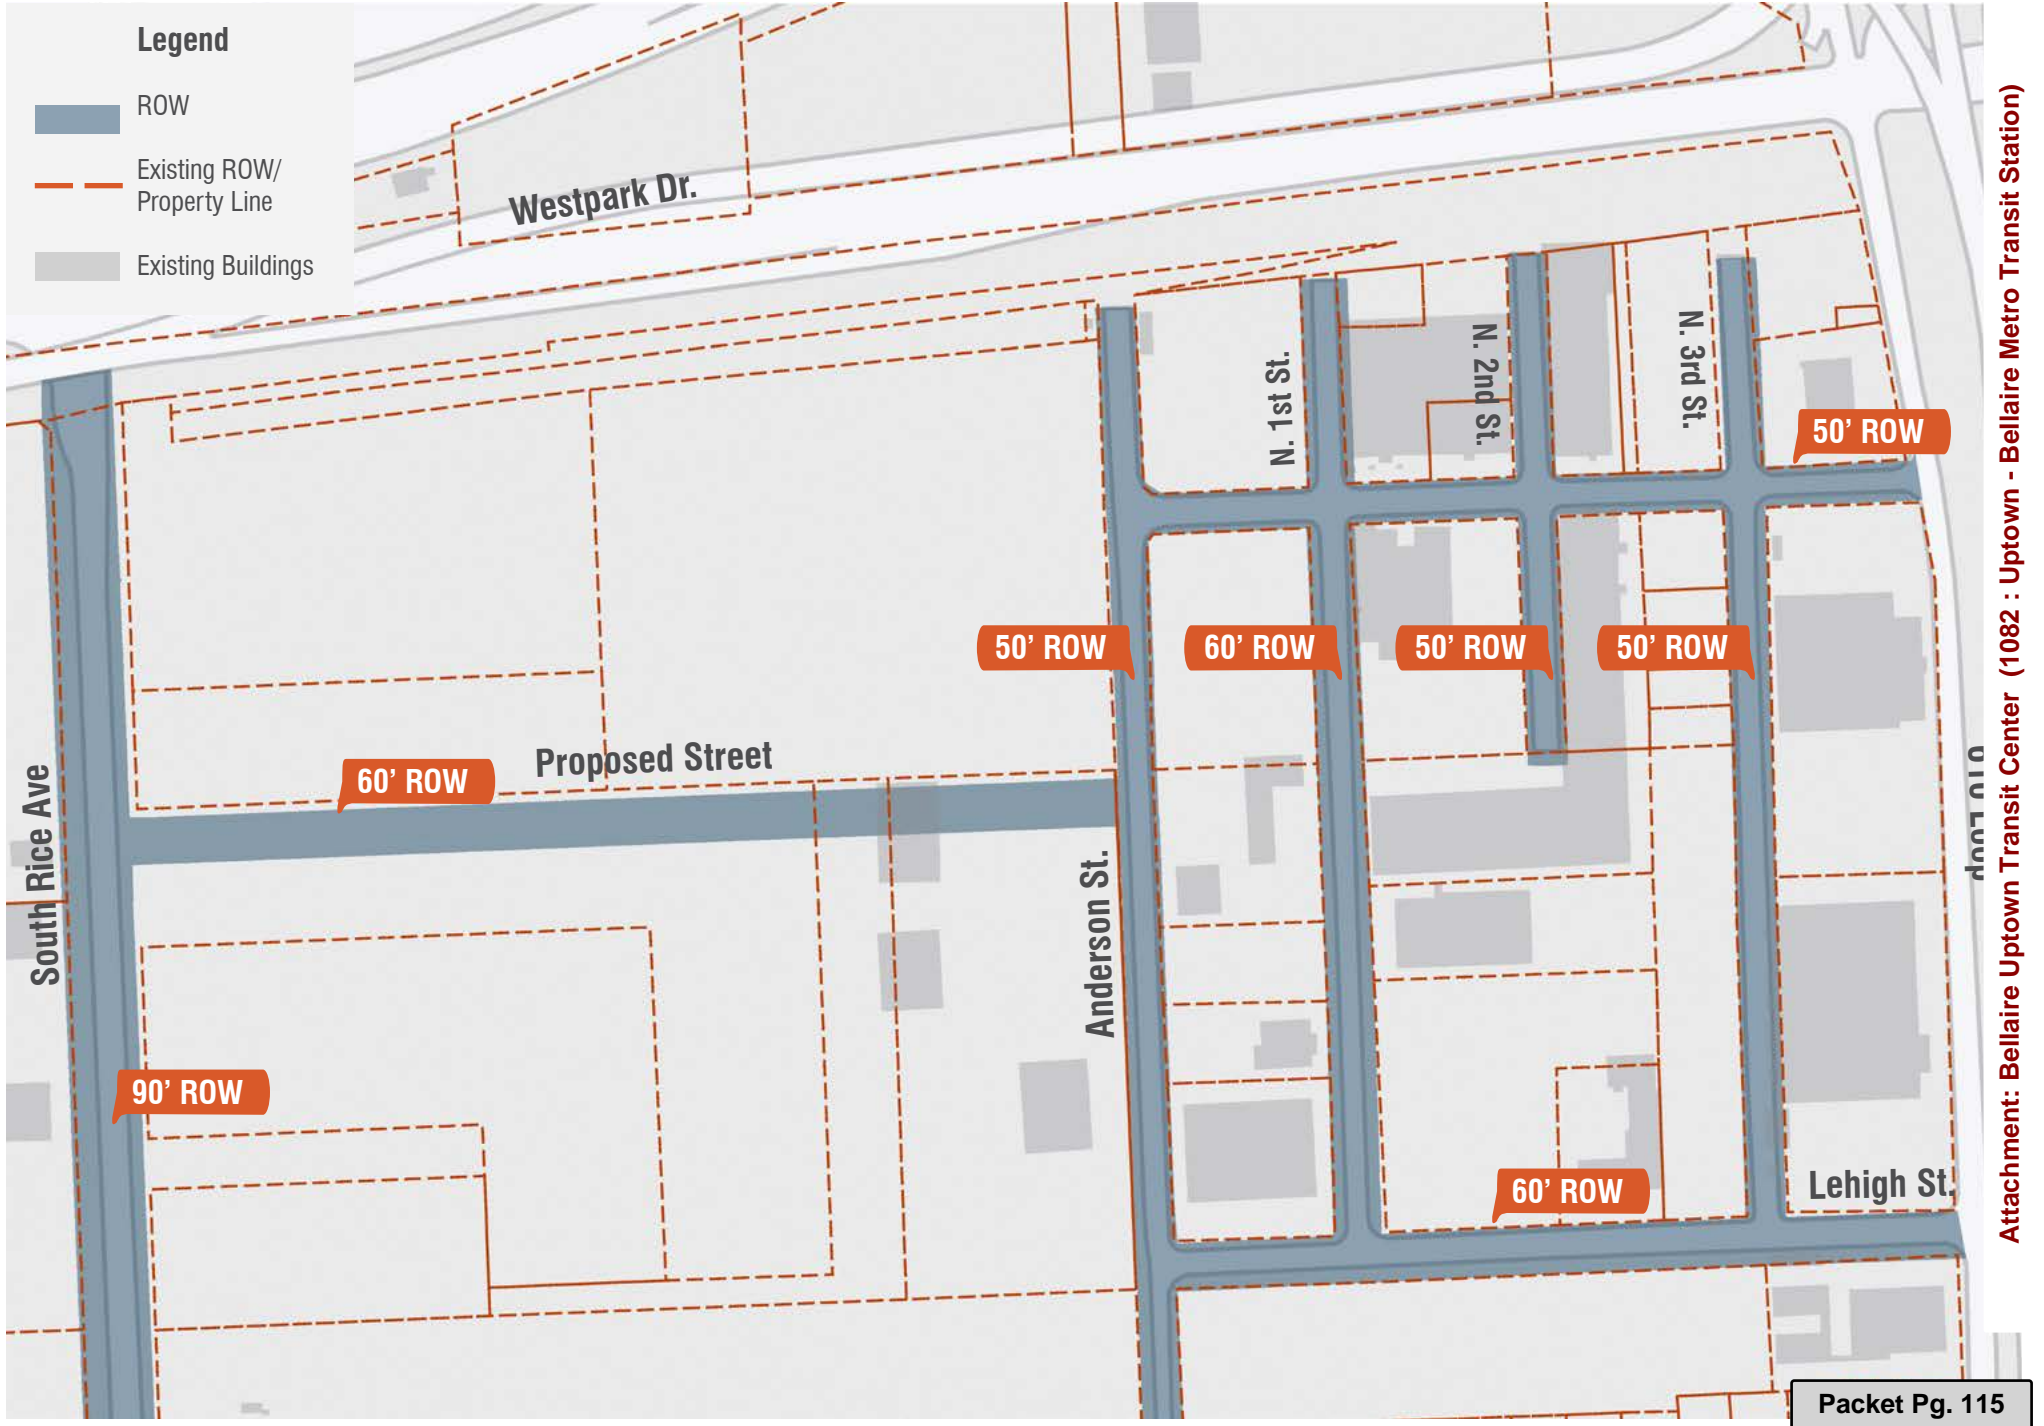 Legend
ROW
Existing ROW/
Property Line
Existing Buildings
Westpark Dr.
N. 1st St.
N. 2nd St.
N. 3rd St.
50’ ROW
50’ ROW
60’ ROW
50’ ROW
50’ ROW
Proposed Street
60’ ROW
South Rice Ave
Anderson St.
90’ ROW
60’ ROW
Lehigh St.
610 Loop
Attachment: Bellaire Uptown Transit Center (1082 : Uptown - Bellaire Metro Transit Station)
Packet Pg. 115